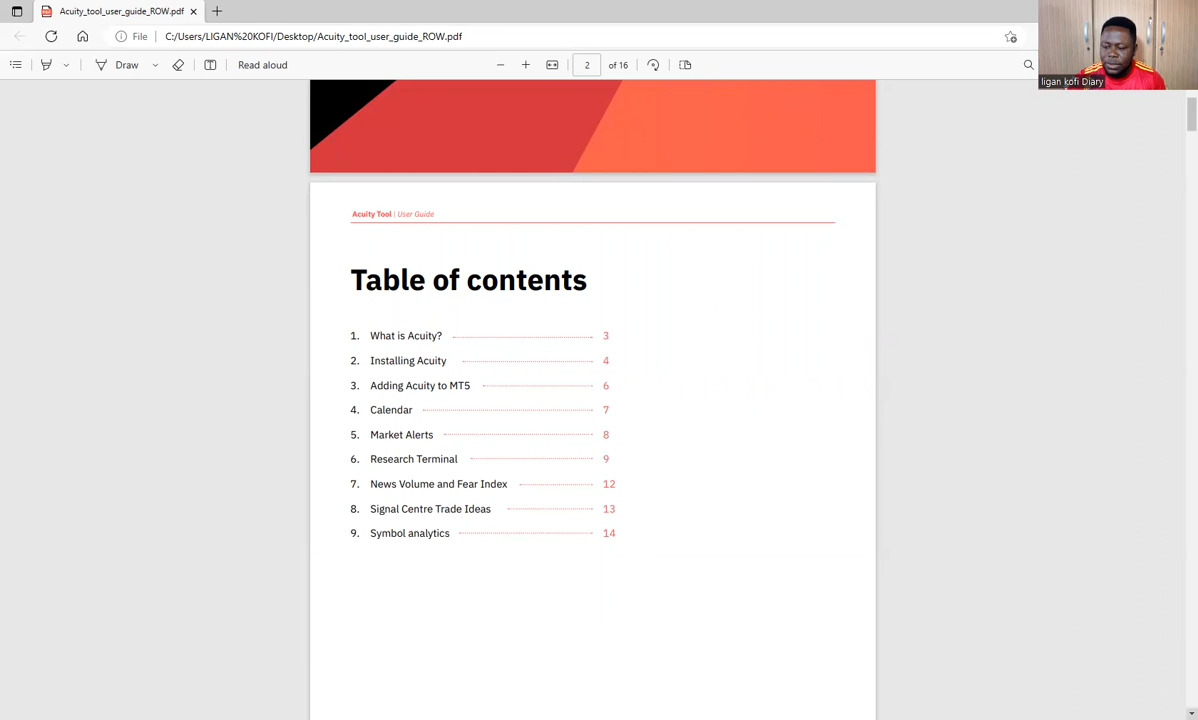 Acuity_tool_user_guide_ROW.pdf
File C:/Users/LIGAN%20KOFI/Desktop/Acuity_tool_user_guide_ROW.pdf
Draw Read aloud 2 of 16
ligan kofi Diary
Acuity Tool | User Guide
Table of contents
1. What is Acuity? 3
2. Installing Acuity 4
3. Adding Acuity to MT5 6
4. Calendar 7
5. Market Alerts 8
6. Research Terminal 9
7. News Volume and Fear Index 12
8. Signal Centre Trade Ideas 13
9. Symbol analytics 14